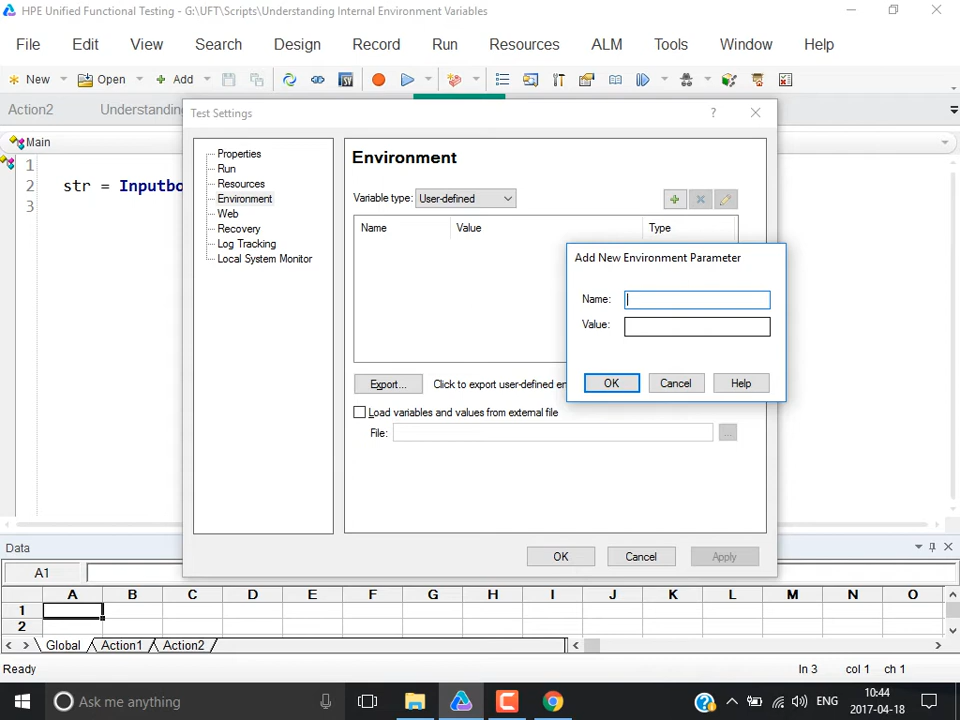 HPE Unified Functional Testing - G:\UFT\Scripts\Understanding Internal Environment Variables
File Edit View Search Design Record Run Resources ALM Tools Window Help
New Open Add
Action2 Understanding
Test Settings ?
Main
1
2 str = Inputbo
3
Properties
Run
Resources
Environment
Web
Recovery
Log Tracking
Local System Monitor
Environment
Variable type: User-defined
Name Value Type
Add New Environment Parameter
Name:
Value:
OK Cancel Help
Export... Click to export user-defined en
Load variables and values from external file
File: ...
OK Cancel Apply
Data
A1
A B C D E F G H I J K L M N O
1
2
Global Action1 Action2
Ready ln 3 col 1 ch 1
Ask me anything ENG 10:44
2017-04-18